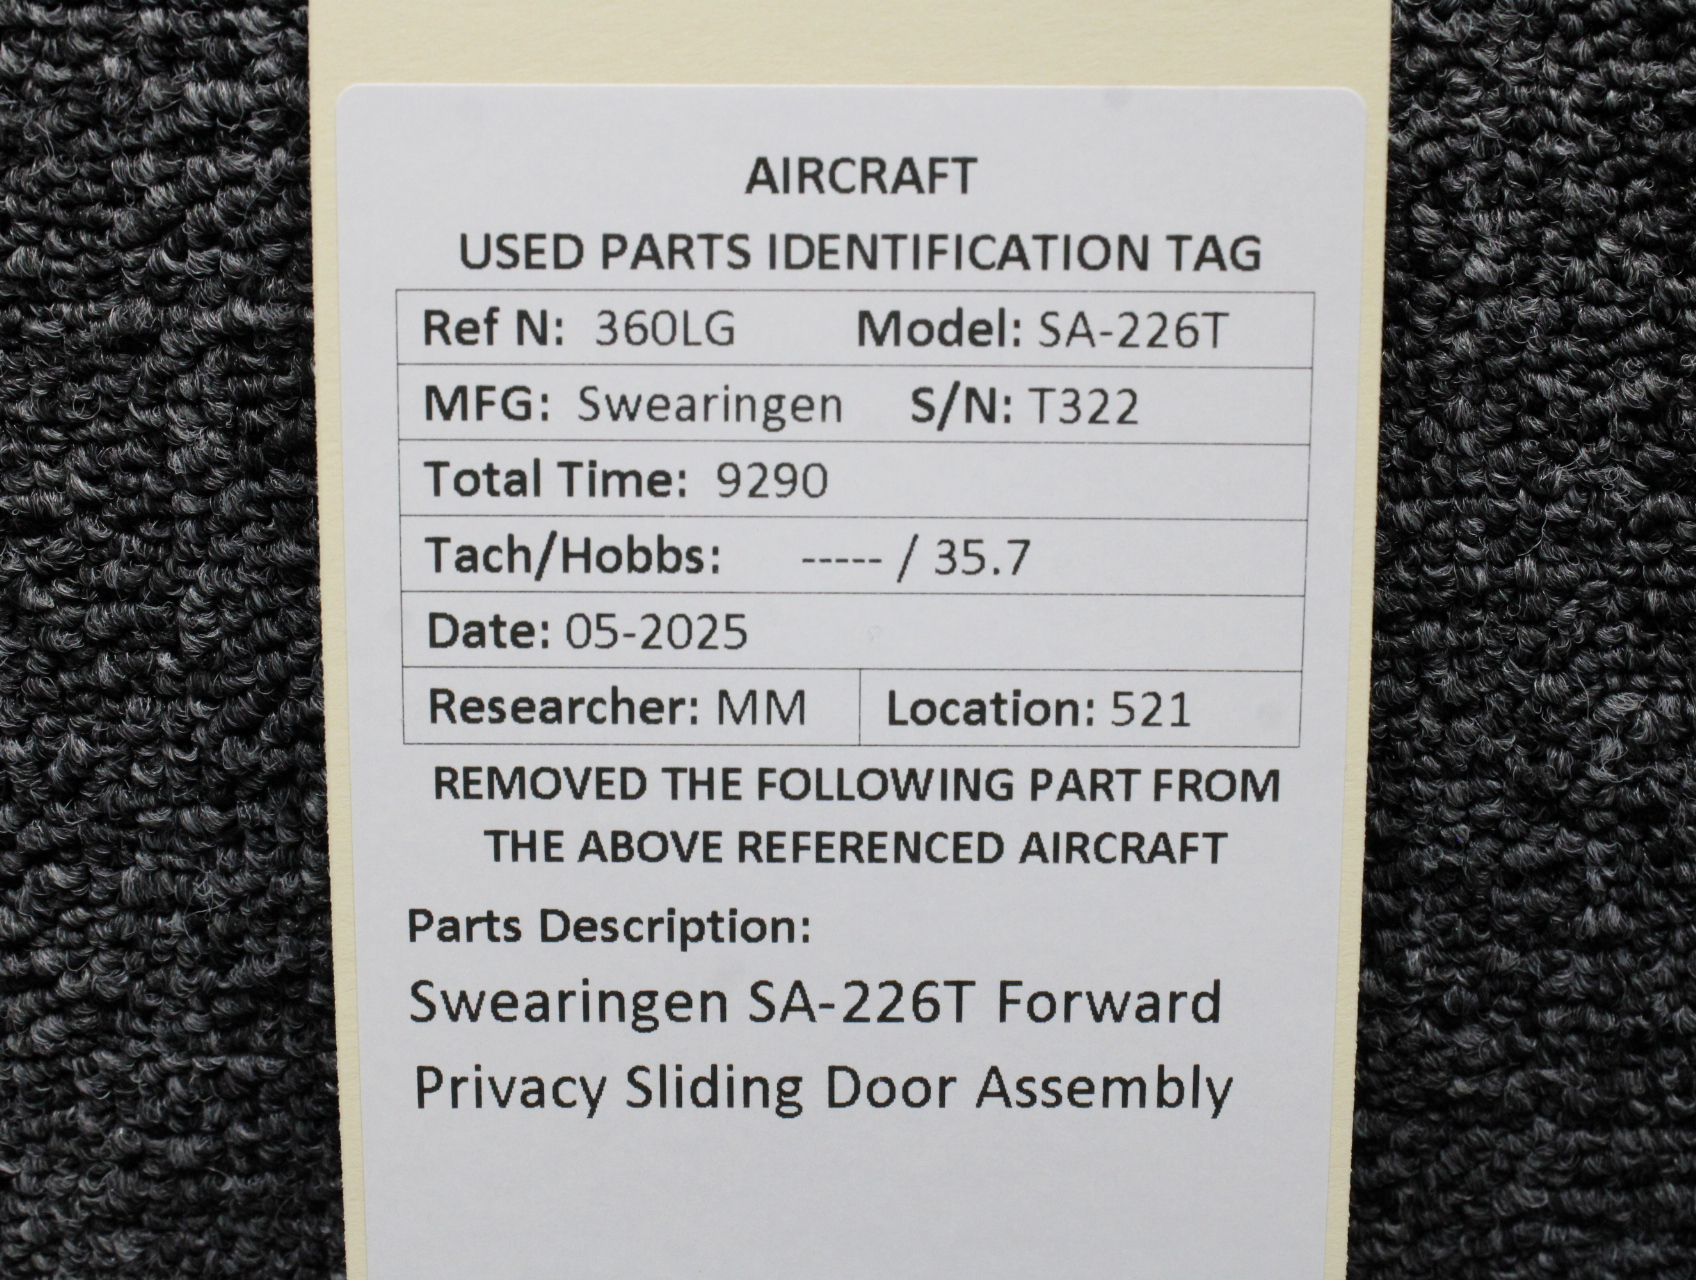 AIRCRAFT
USED PARTS IDENTIFICATION TAG
Ref N: 360LG Model: SA-226T
MFG: Swearingen S/N: T322
Total Time: 9290
Tach/Hobbs: ----- / 35.7
Date: 05-2025
Researcher: MM Location: 521
REMOVED THE FOLLOWING PART FROM
THE ABOVE REFERENCED AIRCRAFT
Parts Description:
Swearingen SA-226T Forward
Privacy Sliding Door Assembly